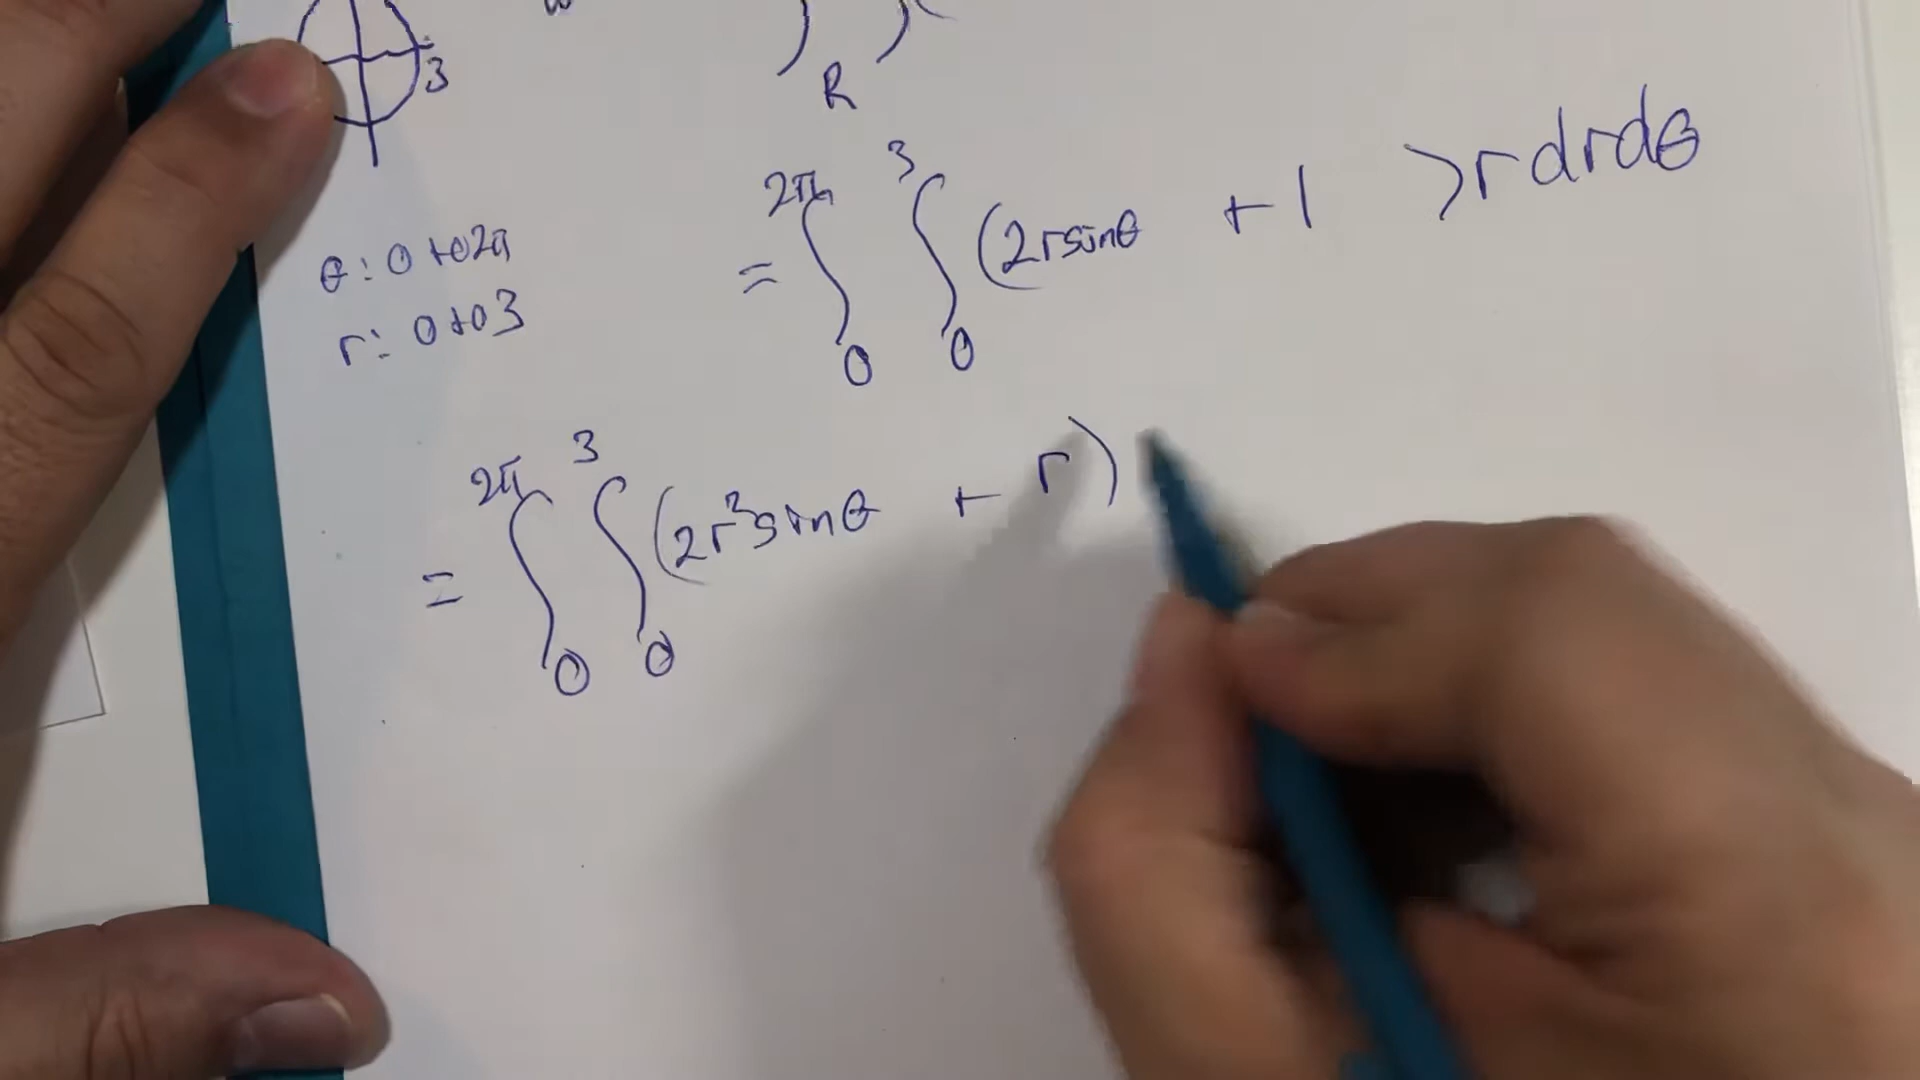 3
R
θ: 0 to 2π
r: 0 to 3
= ∫₀^2π ∫₀^3 (2r sinθ + 1) r dr dθ
= ∫₀^2π ∫₀^3 (2r² sinθ + r)